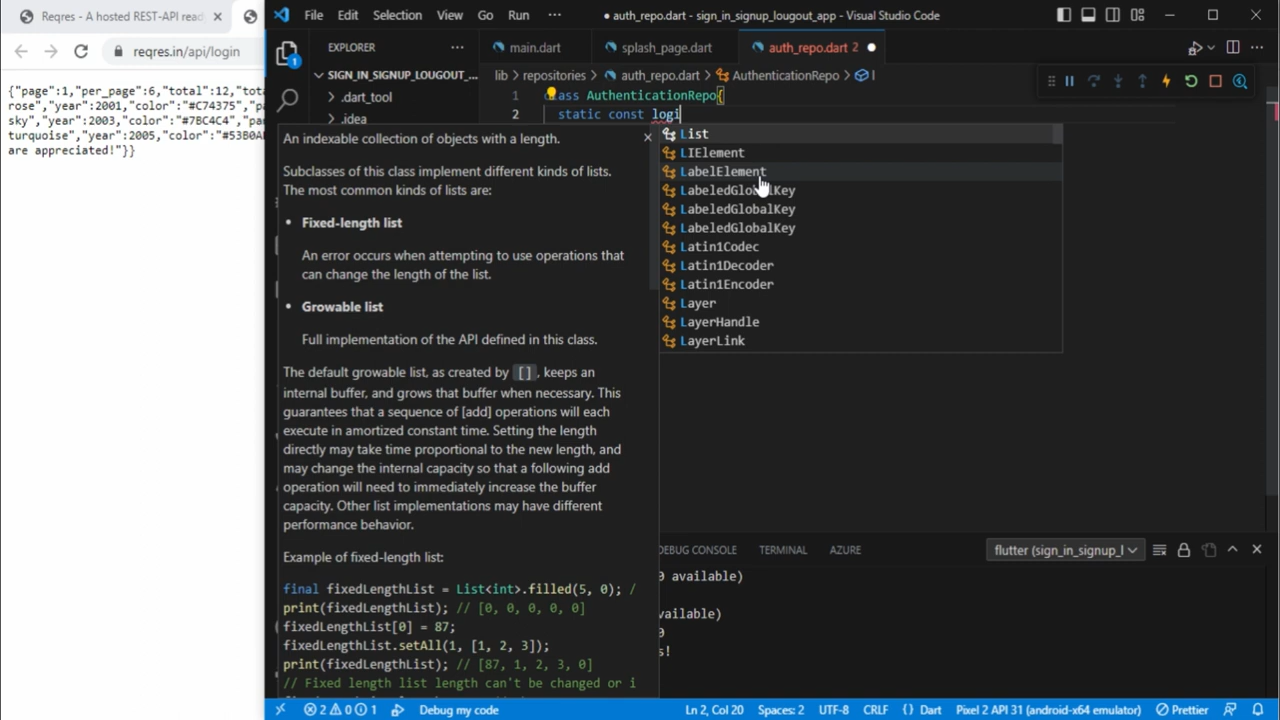 Reqres - A hosted REST-API read
File Edit Selection View Go Run ··· ● auth_repo.dart - sign_in_signup_lougout_app - Visual Studio Code
reqres.in/api/login
EXPLORER ···
main.dart splash_page.dart auth_repo.dart 2 ●
SIGN_IN_SIGNUP_LOUGOUT_...
lib > repositories > auth_repo.dart > AuthenticationRepo > l
{"page":1,"per_page":6,"total":12,"tota
rose","year":2001,"color":"#C74375","
sky","year":2003,"color":"#7BC4C4","p
turquoise","year":2005,"color":"#53B0A
are appreciated!"}}
.dart_tool
.idea
1 class AuthenticationRepo{
2 static const logi
An indexable collection of objects with a length.
Subclasses of this class implement different kinds of lists.
The most common kinds of lists are:
• Fixed-length list
An error occurs when attempting to use operations that
can change the length of the list.
• Growable list
Full implementation of the API defined in this class.
The default growable list, as created by [], keeps an
internal buffer, and grows that buffer when necessary. This
guarantees that a sequence of [add] operations will each
execute in amortized constant time. Setting the length
directly may take time proportional to the new length, and
may change the internal capacity so that a following add
operation will need to immediately increase the buffer
capacity. Other list implementations may have different
performance behavior.
Example of fixed-length list:
final fixedLengthList = List<int>.filled(5, 0); /
print(fixedLengthList); // [0, 0, 0, 0, 0]
fixedLengthList[0] = 87;
fixedLengthList.setAll(1, [1, 2, 3]);
print(fixedLengthList); // [87, 1, 2, 3, 0]
// Fixed length list length can't be changed or i
List
LIElement
LabelElement
LabeledGlobalKey
LabeledGlobalKey
LabeledGlobalKey
Latin1Codec
Latin1Decoder
Latin1Encoder
Layer
LayerHandle
LayerLink
DEBUG CONSOLE TERMINAL AZURE flutter (sign_in_signup_l
0 available)
vailable)
0
s!
2 0 1 Debug my code Ln 2, Col 20 Spaces: 2 UTF-8 CRLF {} Dart Pixel 2 API 31 (android-x64 emulator) Prettier